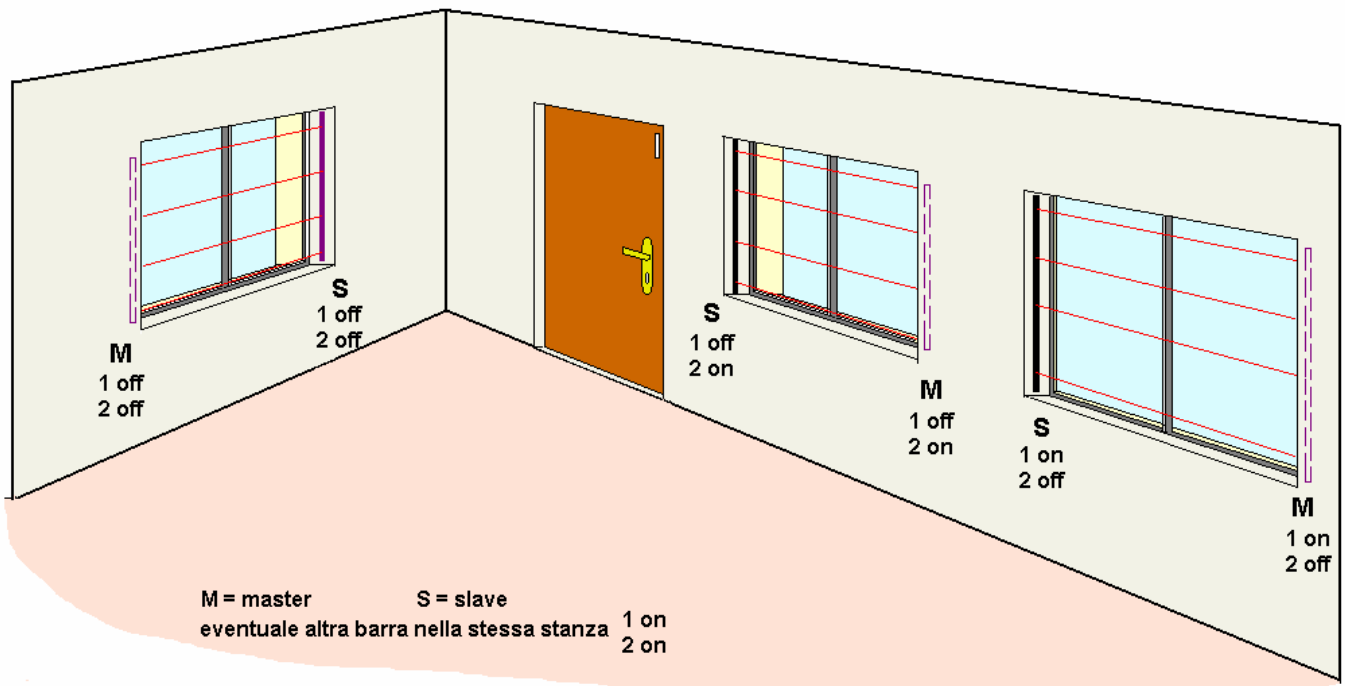 S
1 off
2 off
M
1 off
2 off
S
1 off
2 on
M
1 off
2 on
S
1 on
2 off
M
1 on
2 off
M = master S = slave
eventuale altra barra nella stessa stanza 1 on
2 on